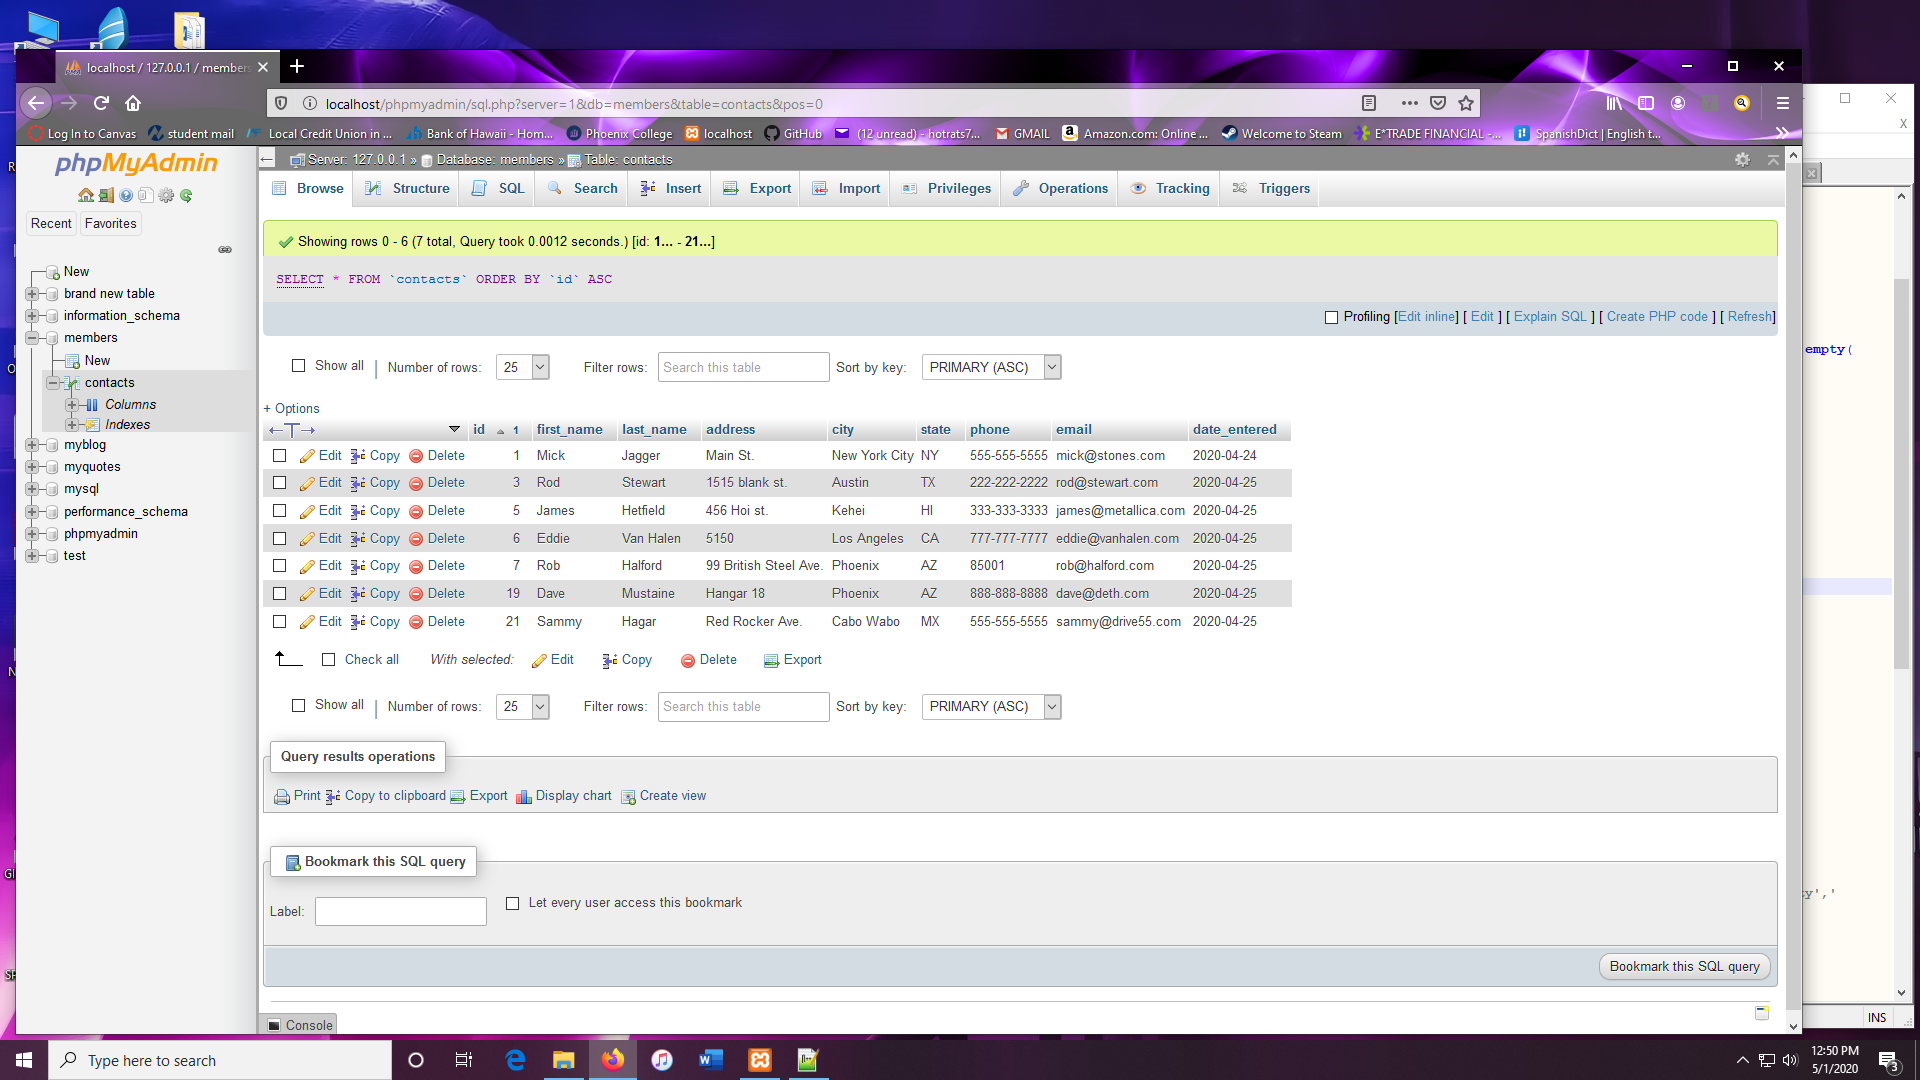 localhost / 127.0.0.1 / members
localhost/phpmyadmin/sql.php?server=1&db=members&table=contacts&pos=0
Log In to Canvas student mail Local Credit Union in ... Bank of Hawaii - Hom... Phoenix College localhost GitHub (12 unread) - hotrats7... GMAIL Amazon.com: Online ... Welcome to Steam E*TRADE FINANCIAL -... SpanishDict | English t...
phpMyAdmin
Recent Favorites
New
brand new table
information_schema
members
New
contacts
Columns
Indexes
myblog
myquotes
mysql
performance_schema
phpmyadmin
test
Server: 127.0.0.1 » Database: members » Table: contacts
Browse Structure SQL Search Insert Export Import Privileges Operations Tracking Triggers
Showing rows 0 - 6 (7 total, Query took 0.0012 seconds.) [id: 1... - 21...]
SELECT * FROM `contacts` ORDER BY `id` ASC
Profiling [Edit inline] [ Edit ] [ Explain SQL ] [ Create PHP code ] [ Refresh]
Show all | Number of rows: 25 Filter rows: Search this table Sort by key: PRIMARY (ASC)
+ Options
id 1 first_name last_name address city state phone email date_entered
Edit Copy Delete 1 Mick Jagger Main St. New York City NY 555-555-5555 mick@stones.com 2020-04-24
Edit Copy Delete 3 Rod Stewart 1515 blank st. Austin TX 222-222-2222 rod@stewart.com 2020-04-25
Edit Copy Delete 5 James Hetfield 456 Hoi st. Kehei HI 333-333-3333 james@metallica.com 2020-04-25
Edit Copy Delete 6 Eddie Van Halen 5150 Los Angeles CA 777-777-7777 eddie@vanhalen.com 2020-04-25
Edit Copy Delete 7 Rob Halford 99 British Steel Ave. Phoenix AZ 85001 rob@halford.com 2020-04-25
Edit Copy Delete 19 Dave Mustaine Hangar 18 Phoenix AZ 888-888-8888 dave@deth.com 2020-04-25
Edit Copy Delete 21 Sammy Hagar Red Rocker Ave. Cabo Wabo MX 555-555-5555 sammy@drive55.com 2020-04-25
Check all With selected: Edit Copy Delete Export
Show all | Number of rows: 25 Filter rows: Search this table Sort by key: PRIMARY (ASC)
Query results operations
Print Copy to clipboard Export Display chart Create view
Bookmark this SQL query
Label: Let every user access this bookmark
Bookmark this SQL query
Console
empty(
y','
INS
Type here to search
12:50 PM
5/1/2020
3